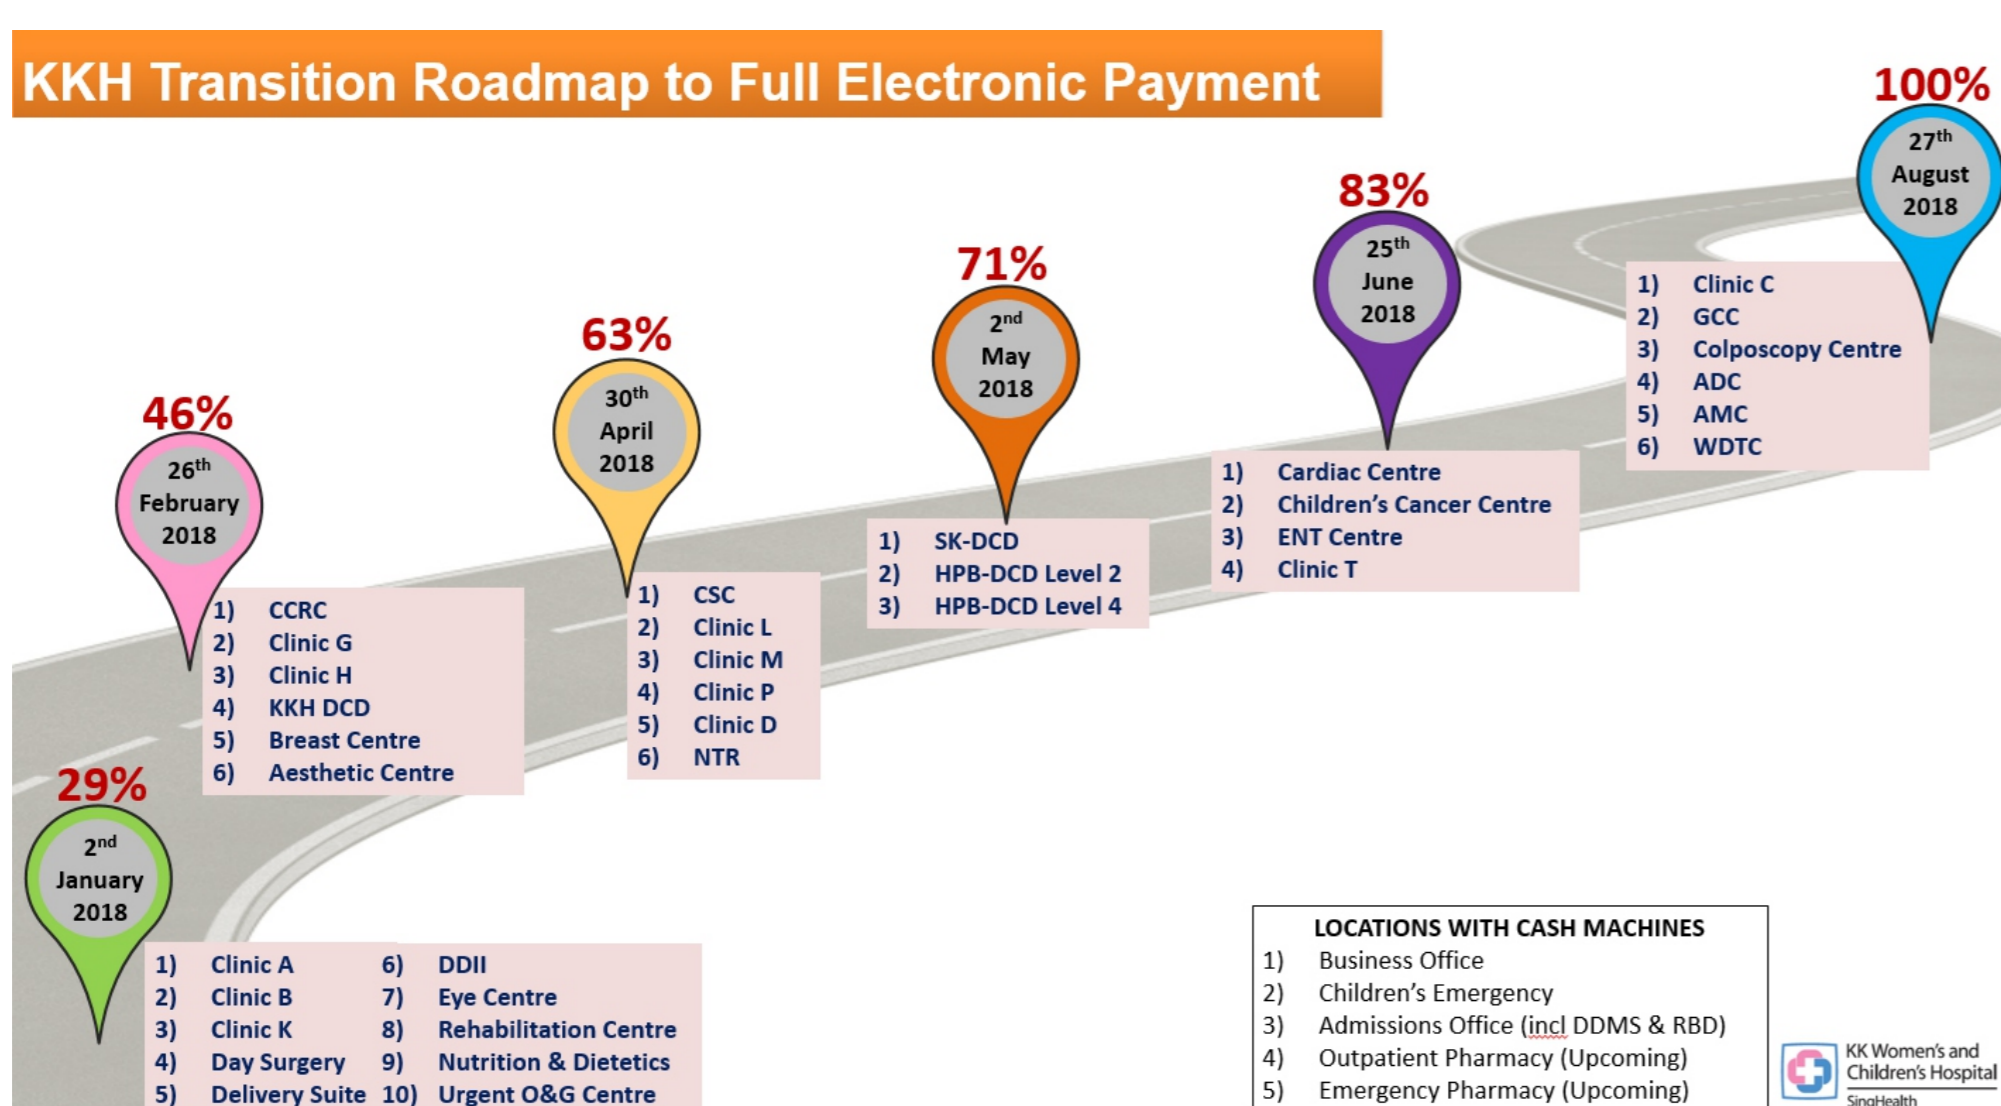 KKH Transition Roadmap to Full Electronic Payment
29%
2nd
January
2018
1) Clinic A
2) Clinic B
3) Clinic K
4) Day Surgery
5) Delivery Suite
6) DDII
7) Eye Centre
8) Rehabilitation Centre
9) Nutrition & Dietetics
10) Urgent O&G Centre
46%
26th
February
2018
1) CCRC
2) Clinic G
3) Clinic H
4) KKH DCD
5) Breast Centre
6) Aesthetic Centre
63%
30th
April
2018
1) CSC
2) Clinic L
3) Clinic M
4) Clinic P
5) Clinic D
6) NTR
71%
2nd
May
2018
1) SK-DCD
2) HPB-DCD Level 2
3) HPB-DCD Level 4
83%
25th
June
2018
1) Cardiac Centre
2) Children's Cancer Centre
3) ENT Centre
4) Clinic T
100%
27th
August
2018
1) Clinic C
2) GCC
3) Colposcopy Centre
4) ADC
5) AMC
6) WDTC
LOCATIONS WITH CASH MACHINES
1) Business Office
2) Children's Emergency
3) Admissions Office (incl DDMS & RBD)
4) Outpatient Pharmacy (Upcoming)
5) Emergency Pharmacy (Upcoming)
KK Women's and
Children's Hospital
SingHealth